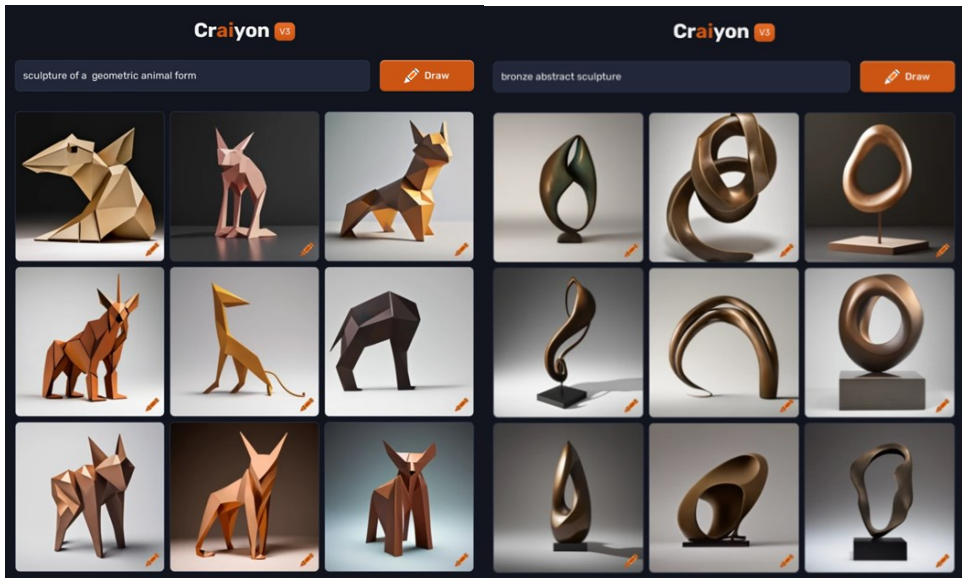 Craiyon V3
sculpture of a  geometric animal form
Draw
Craiyon V3
bronze abstract sculpture
Draw